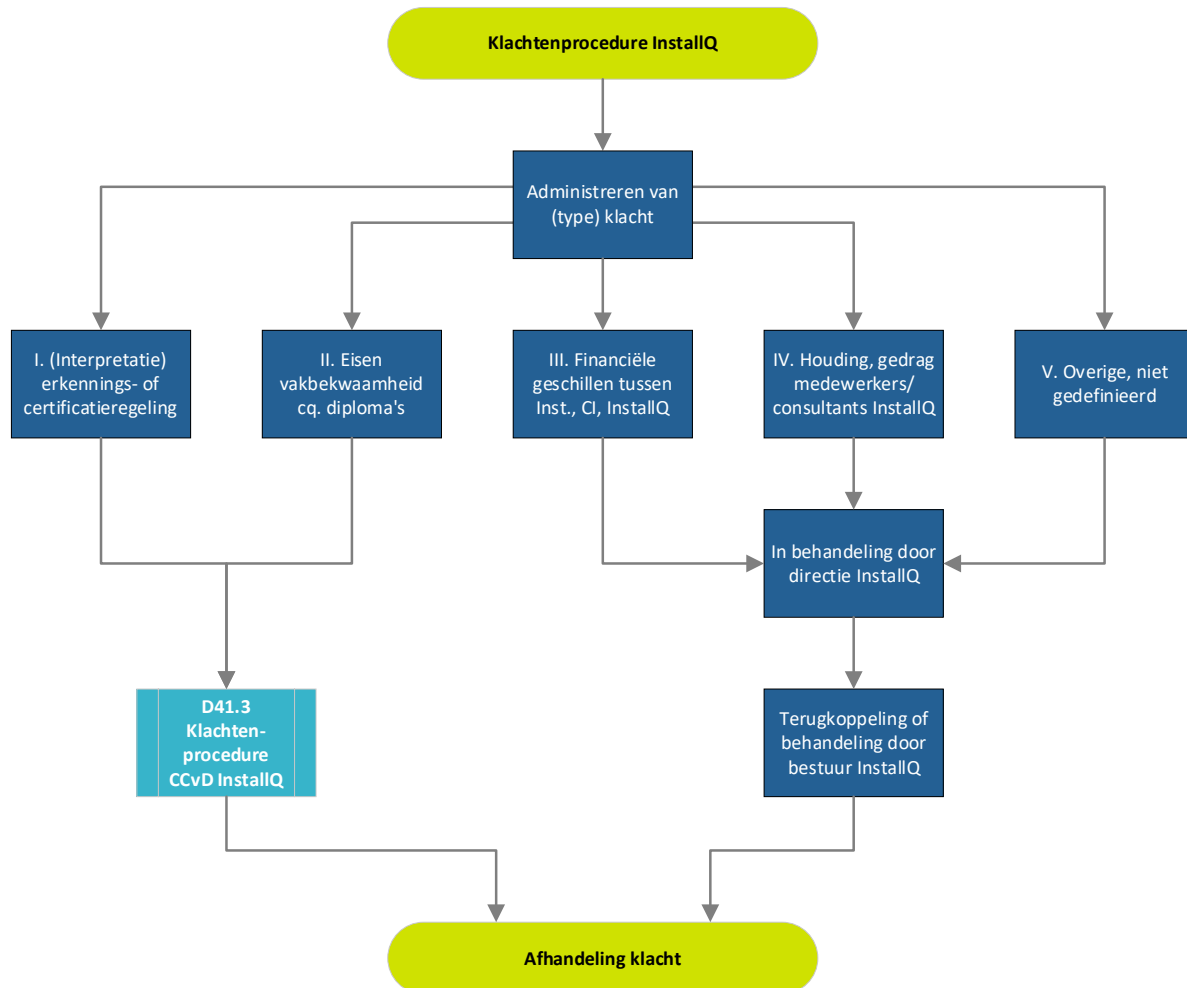 Klachtenprocedure InstallQ
Administreren van
(type) klacht
I. (Interpretatie)
erkennings- of
certificatieregeling
II. Eisen
vakbekwaamheid
cq. diploma's
III. Financiële
geschillen tussen
Inst., CI, InstallQ
IV. Houding, gedrag
medewerkers/
consultants InstallQ
V. Overige, niet
gedefinieerd
In behandeling door
directie InstallQ
D41.3
Klachten-
procedure
CCvD InstallQ
Terugkoppeling of
behandeling door
bestuur InstallQ
Afhandeling klacht